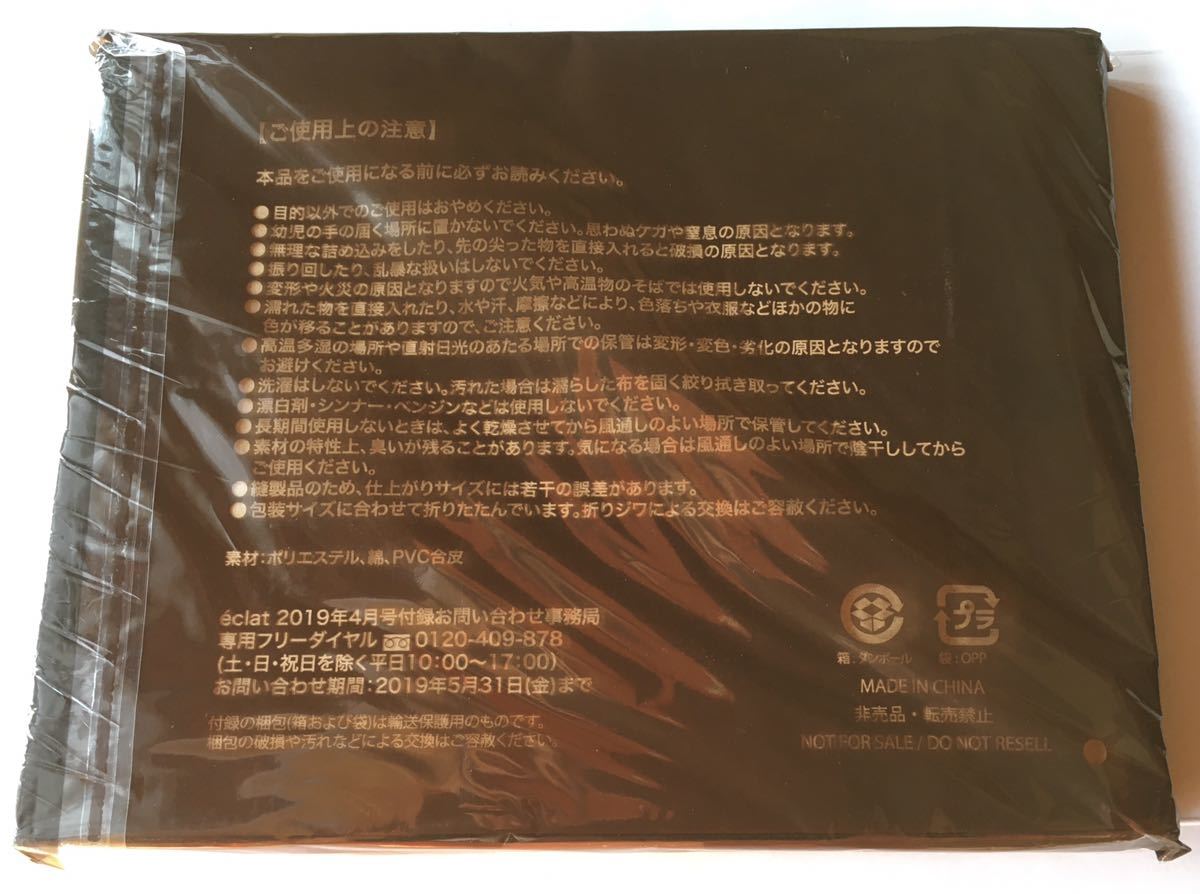 【ご使用上の注意】
本品をご使用になる前に必ずお読みください。
●目的以外でのご使用はおやめください。
●幼児の手の届く場所に置かないでください。思わぬケガや窒息の原因となります。
●無理な詰め込みをしたり、先の尖った物を直接入れると破損の原因となります。
●振り回したり、乱暴な扱いはしないでください。
●変形や火災の原因となりますので火気や高温物のそばでは使用しないでください。
●濡れた物を直接入れたり、水や汗、摩擦などにより、色落ちや衣服などほかの物に
色が移ることがありますので、ご注意ください。
●高温多湿の場所や直射日光のあたる場所での保管は変形・変色・劣化の原因となりますので
お避けください。
●洗濯はしないでください。汚れた場合は濡らした布を固く絞り拭き取ってください。
●漂白剤・シンナー・ベンジンなどは使用しないでください。
●長期間使用しないときは、よく乾燥させてから風通しのよい場所で保管してください。
●素材の特性上、臭いが残ることがあります。気になる場合は風通しのよい場所で陰干ししてから
ご使用ください。
●縫製品のため、仕上がりサイズには若干の誤差があります。
●包装サイズに合わせて折りたたんでいます。折りジワによる交換はご容赦ください。
素材：ポリエステル、綿、PVC合皮
éclat 2019年4月号付録お問い合わせ事務局
専用フリーダイヤル 0120-409-878
(土・日・祝日を除く平日10：00～17：00)
お問い合わせ期間：2019年5月31日(金)まで
付録の梱包(箱および袋)は輸送保護用のものです。
梱包の破損や汚れなどによる交換はご容赦ください。
プラ
箱：ダンボール 袋：OPP
MADE IN CHINA
非売品・転売禁止
NOT FOR SALE / DO NOT RESELL